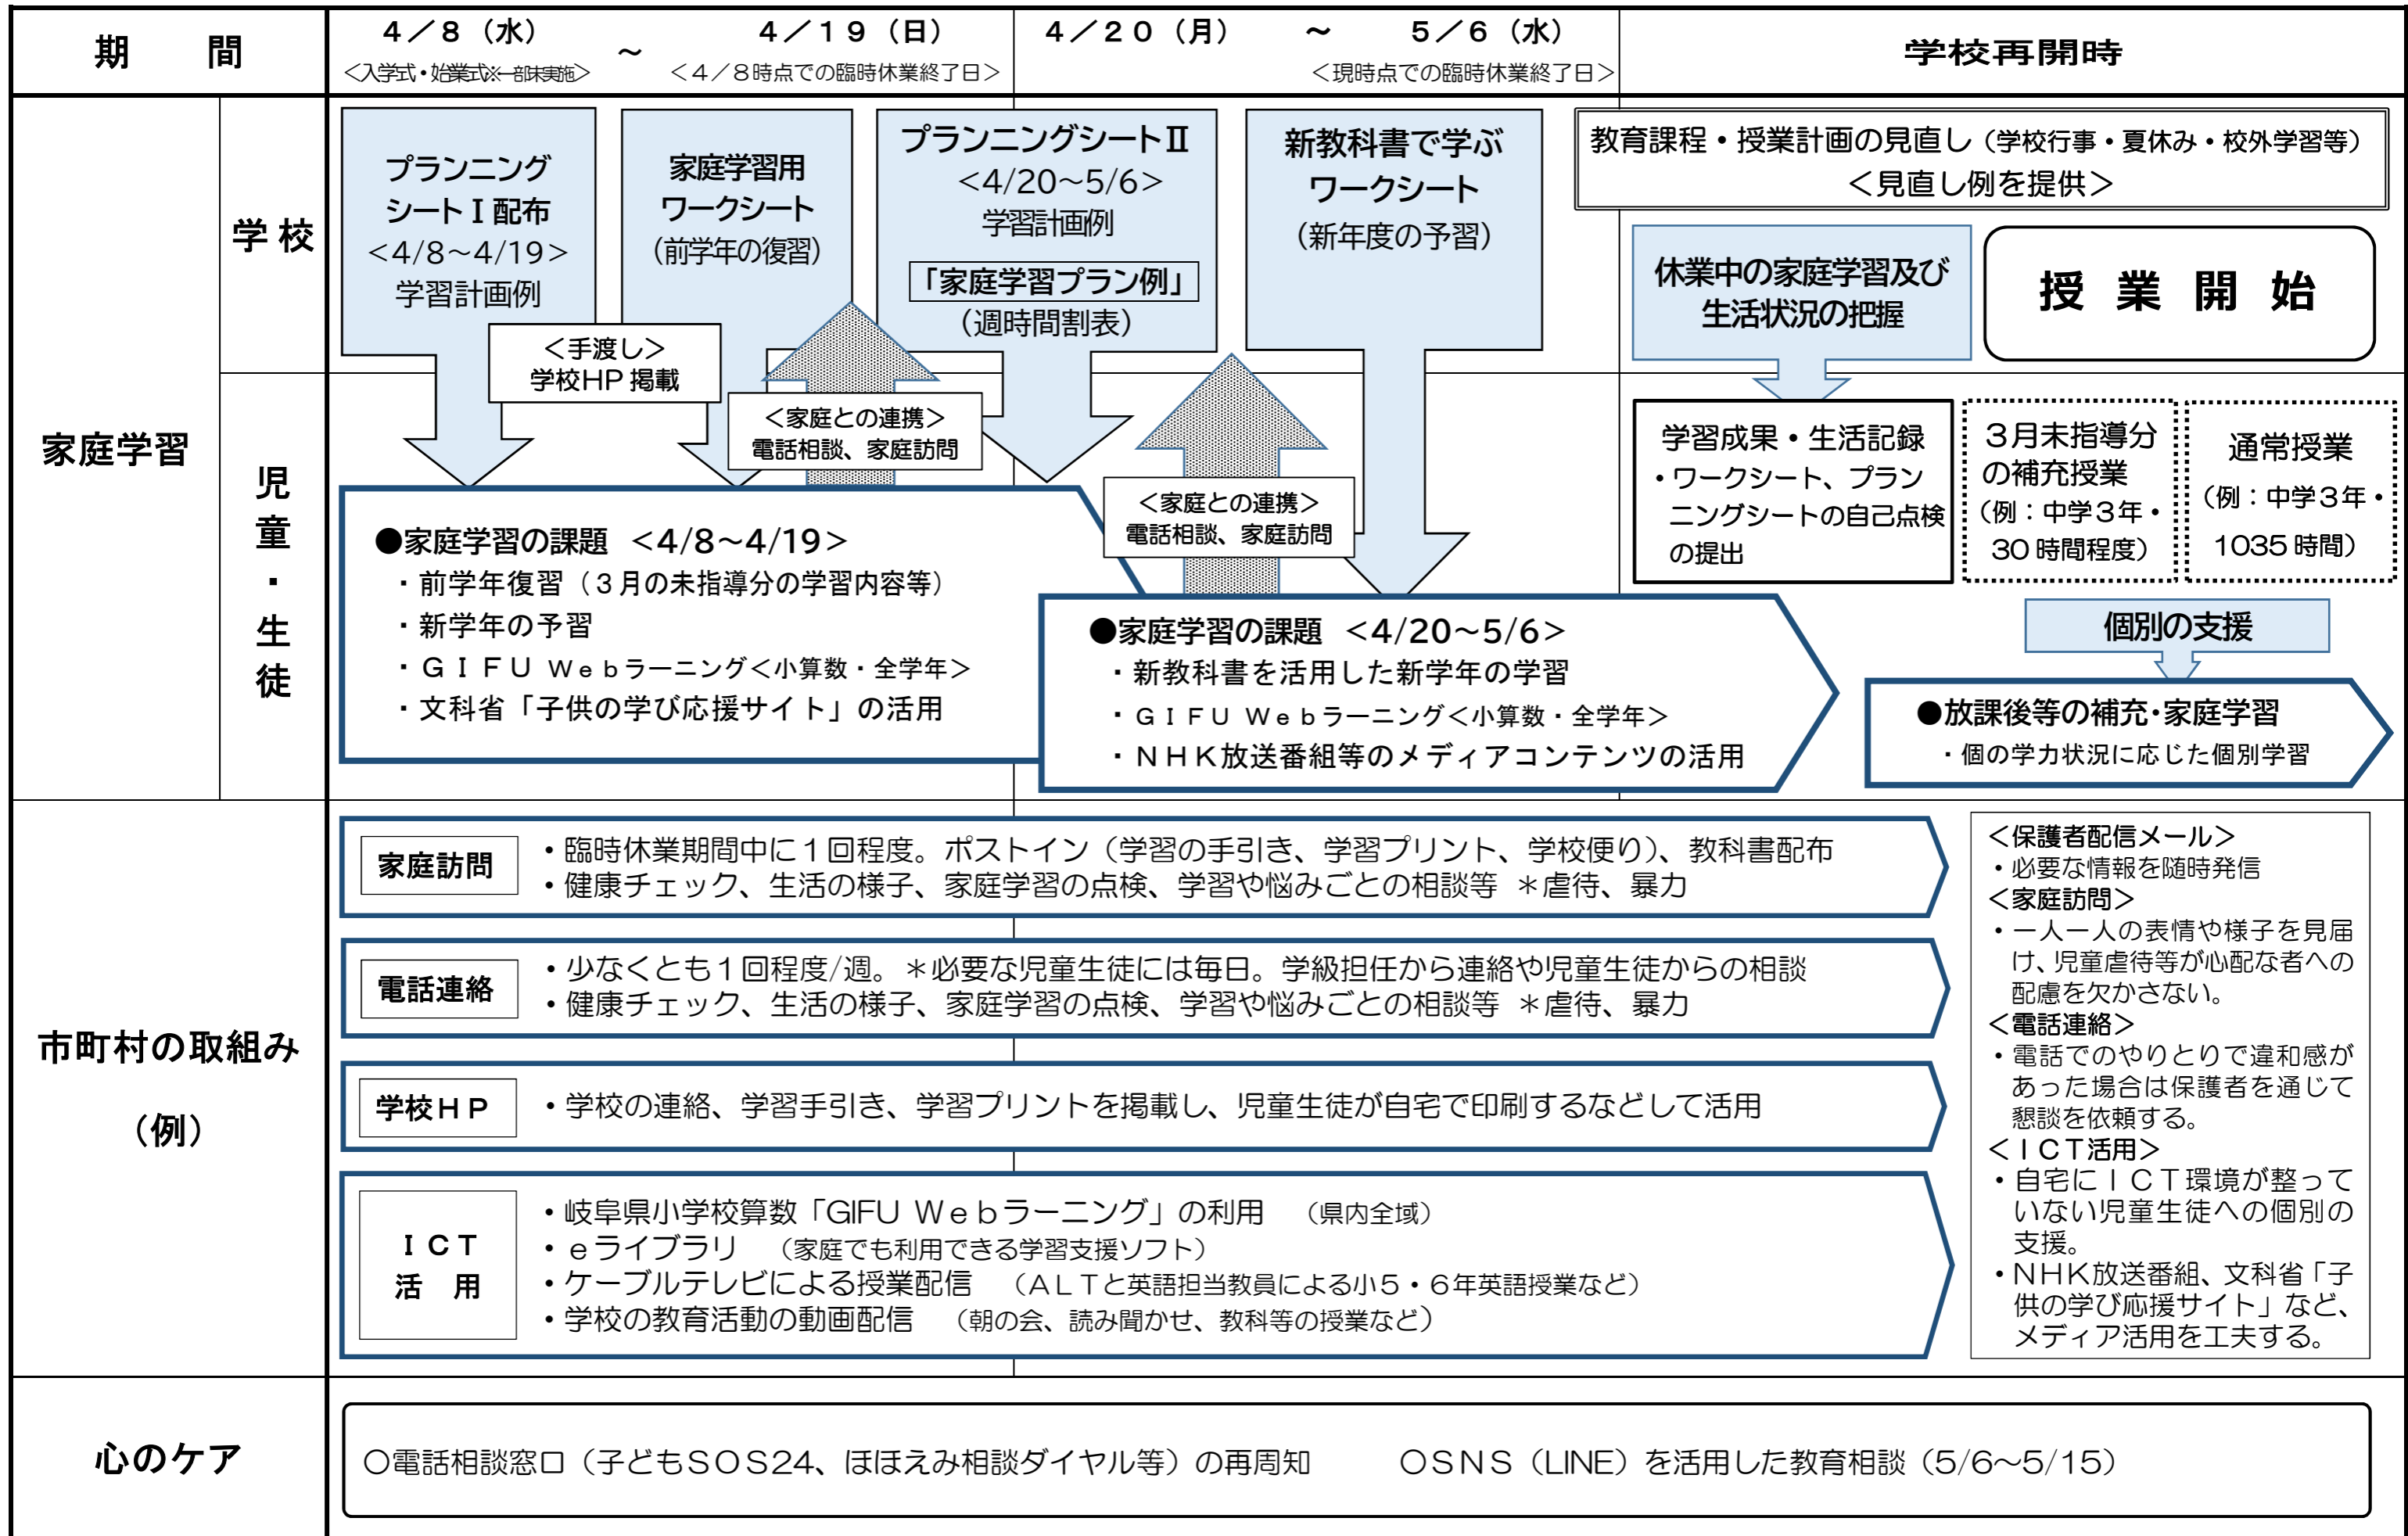 期　　間
４／８（水）
～
４／１９（日）
＜入学式・始業式※一部未実施＞
＜４／８時点での臨時休業終了日＞
４／２０（月）
～
５／６（水）
＜現時点での臨時休業終了日＞
学校再開時
家庭学習
学 校
プランニング
シートⅠ配布
＜4/8～4/19＞
学習計画例
家庭学習用
ワークシート
（前学年の復習）
プランニングシートⅡ
＜4/20～5/6＞
学習計画例
「家庭学習プラン例」
（週時間割表）
新教科書で学ぶ
ワークシート
（新年度の予習）
教育課程・授業計画の見直し（学校行事・夏休み・校外学習等）
＜見直し例を提供＞
休業中の家庭学習及び
生活状況の把握
授 業 開 始
＜手渡し＞
学校HP 掲載
＜家庭との連携＞
電話相談、家庭訪問
＜家庭との連携＞
電話相談、家庭訪問
児童・生徒
●家庭学習の課題 ＜4/8～4/19＞
・前学年復習（３月の未指導分の学習内容等）
・新学年の予習
・ＧＩＦＵ Ｗｅｂラーニング＜小算数・全学年＞
・文科省「子供の学び応援サイト」の活用
●家庭学習の課題 ＜4/20～5/6＞
・新教科書を活用した新学年の学習
・ＧＩＦＵ Ｗｅｂラーニング＜小算数・全学年＞
・ＮＨＫ放送番組等のメディアコンテンツの活用
学習成果・生活記録
・ワークシート、プラン
ニングシートの自己点検
の提出
３月未指導分
の補充授業
（例：中学３年・
30 時間程度）
通常授業
（例：中学３年・
1035 時間）
個別の支援
●放課後等の補充・家庭学習
・個の学力状況に応じた個別学習
市町村の取組み
（例）
家庭訪問
・臨時休業期間中に１回程度。ポストイン（学習の手引き、学習プリント、学校便り）、教科書配布
・健康チェック、生活の様子、家庭学習の点検、学習や悩みごとの相談等 ＊虐待、暴力
電話連絡
・少なくとも１回程度/週。＊必要な児童生徒には毎日。学級担任から連絡や児童生徒からの相談
・健康チェック、生活の様子、家庭学習の点検、学習や悩みごとの相談等 ＊虐待、暴力
学校ＨＰ
・学校の連絡、学習手引き、学習プリントを掲載し、児童生徒が自宅で印刷するなどして活用
ＩＣＴ
活　用
・岐阜県小学校算数「GIFU Ｗｅｂラーニング」の利用 （県内全域）
・ｅライブラリ （家庭でも利用できる学習支援ソフト）
・ケーブルテレビによる授業配信 （ＡＬＴと英語担当教員による小５・６年英語授業など）
・学校の教育活動の動画配信 （朝の会、読み聞かせ、教科等の授業など）
＜保護者配信メール＞
・必要な情報を随時発信
＜家庭訪問＞
・一人一人の表情や様子を見届
け、児童虐待等が心配な者への
配慮を欠かさない。
＜電話連絡＞
・電話でのやりとりで違和感が
あった場合は保護者を通じて
懇談を依頼する。
＜ＩＣＴ活用＞
・自宅にＩＣＴ環境が整って
いない児童生徒への個別の
支援。
・ＮＨＫ放送番組、文科省「子
供の学び応援サイト」など、
メディア活用を工夫する。
心のケア
○電話相談窓口（子どもＳＯＳ24、ほほえみ相談ダイヤル等）の再周知
○ＳＮＳ（LINE）を活用した教育相談（5/6～5/15）